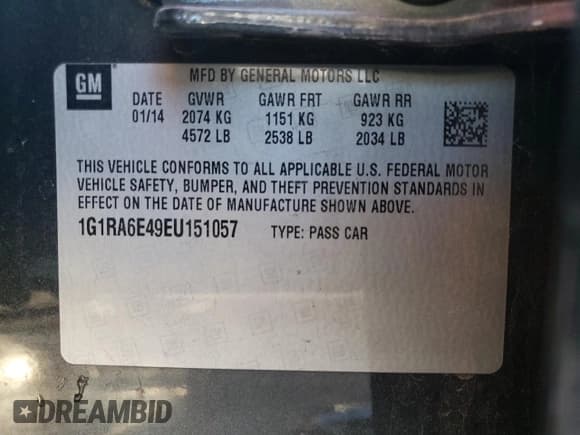 GM
MFD BY GENERAL MOTORS LLC
DATE GVWR GAWR FRT GAWR RR
01/14 2074 KG 1151 KG 923 KG
4572 LB 2538 LB 2034 LB
THIS VEHICLE CONFORMS TO ALL APPLICABLE U.S. FEDERAL MOTOR
VEHICLE SAFETY, BUMPER, AND THEFT PREVENTION STANDARDS IN
EFFECT ON THE DATE OF MANUFACTURE SHOWN ABOVE.
1G1RA6E49EU151057 TYPE: PASS CAR
DREAMBID